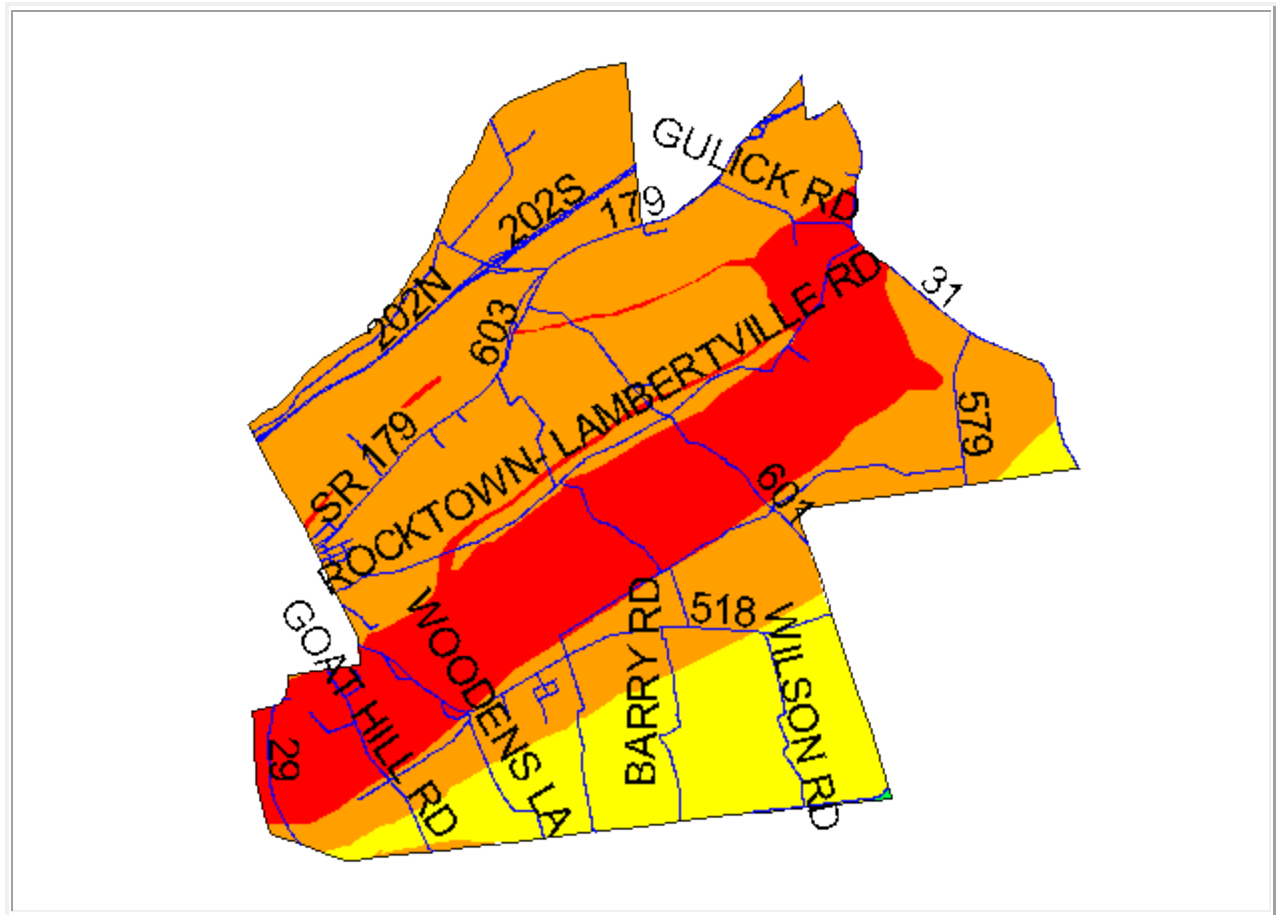 GULICK RD
202S
179
31
202N
603
ROCKTOWN- LAMBERTVILLE RD
579
SR 179
601
518
GOAT HILL RD
WOODENS LA
BARRY RD
WILSON RD
29